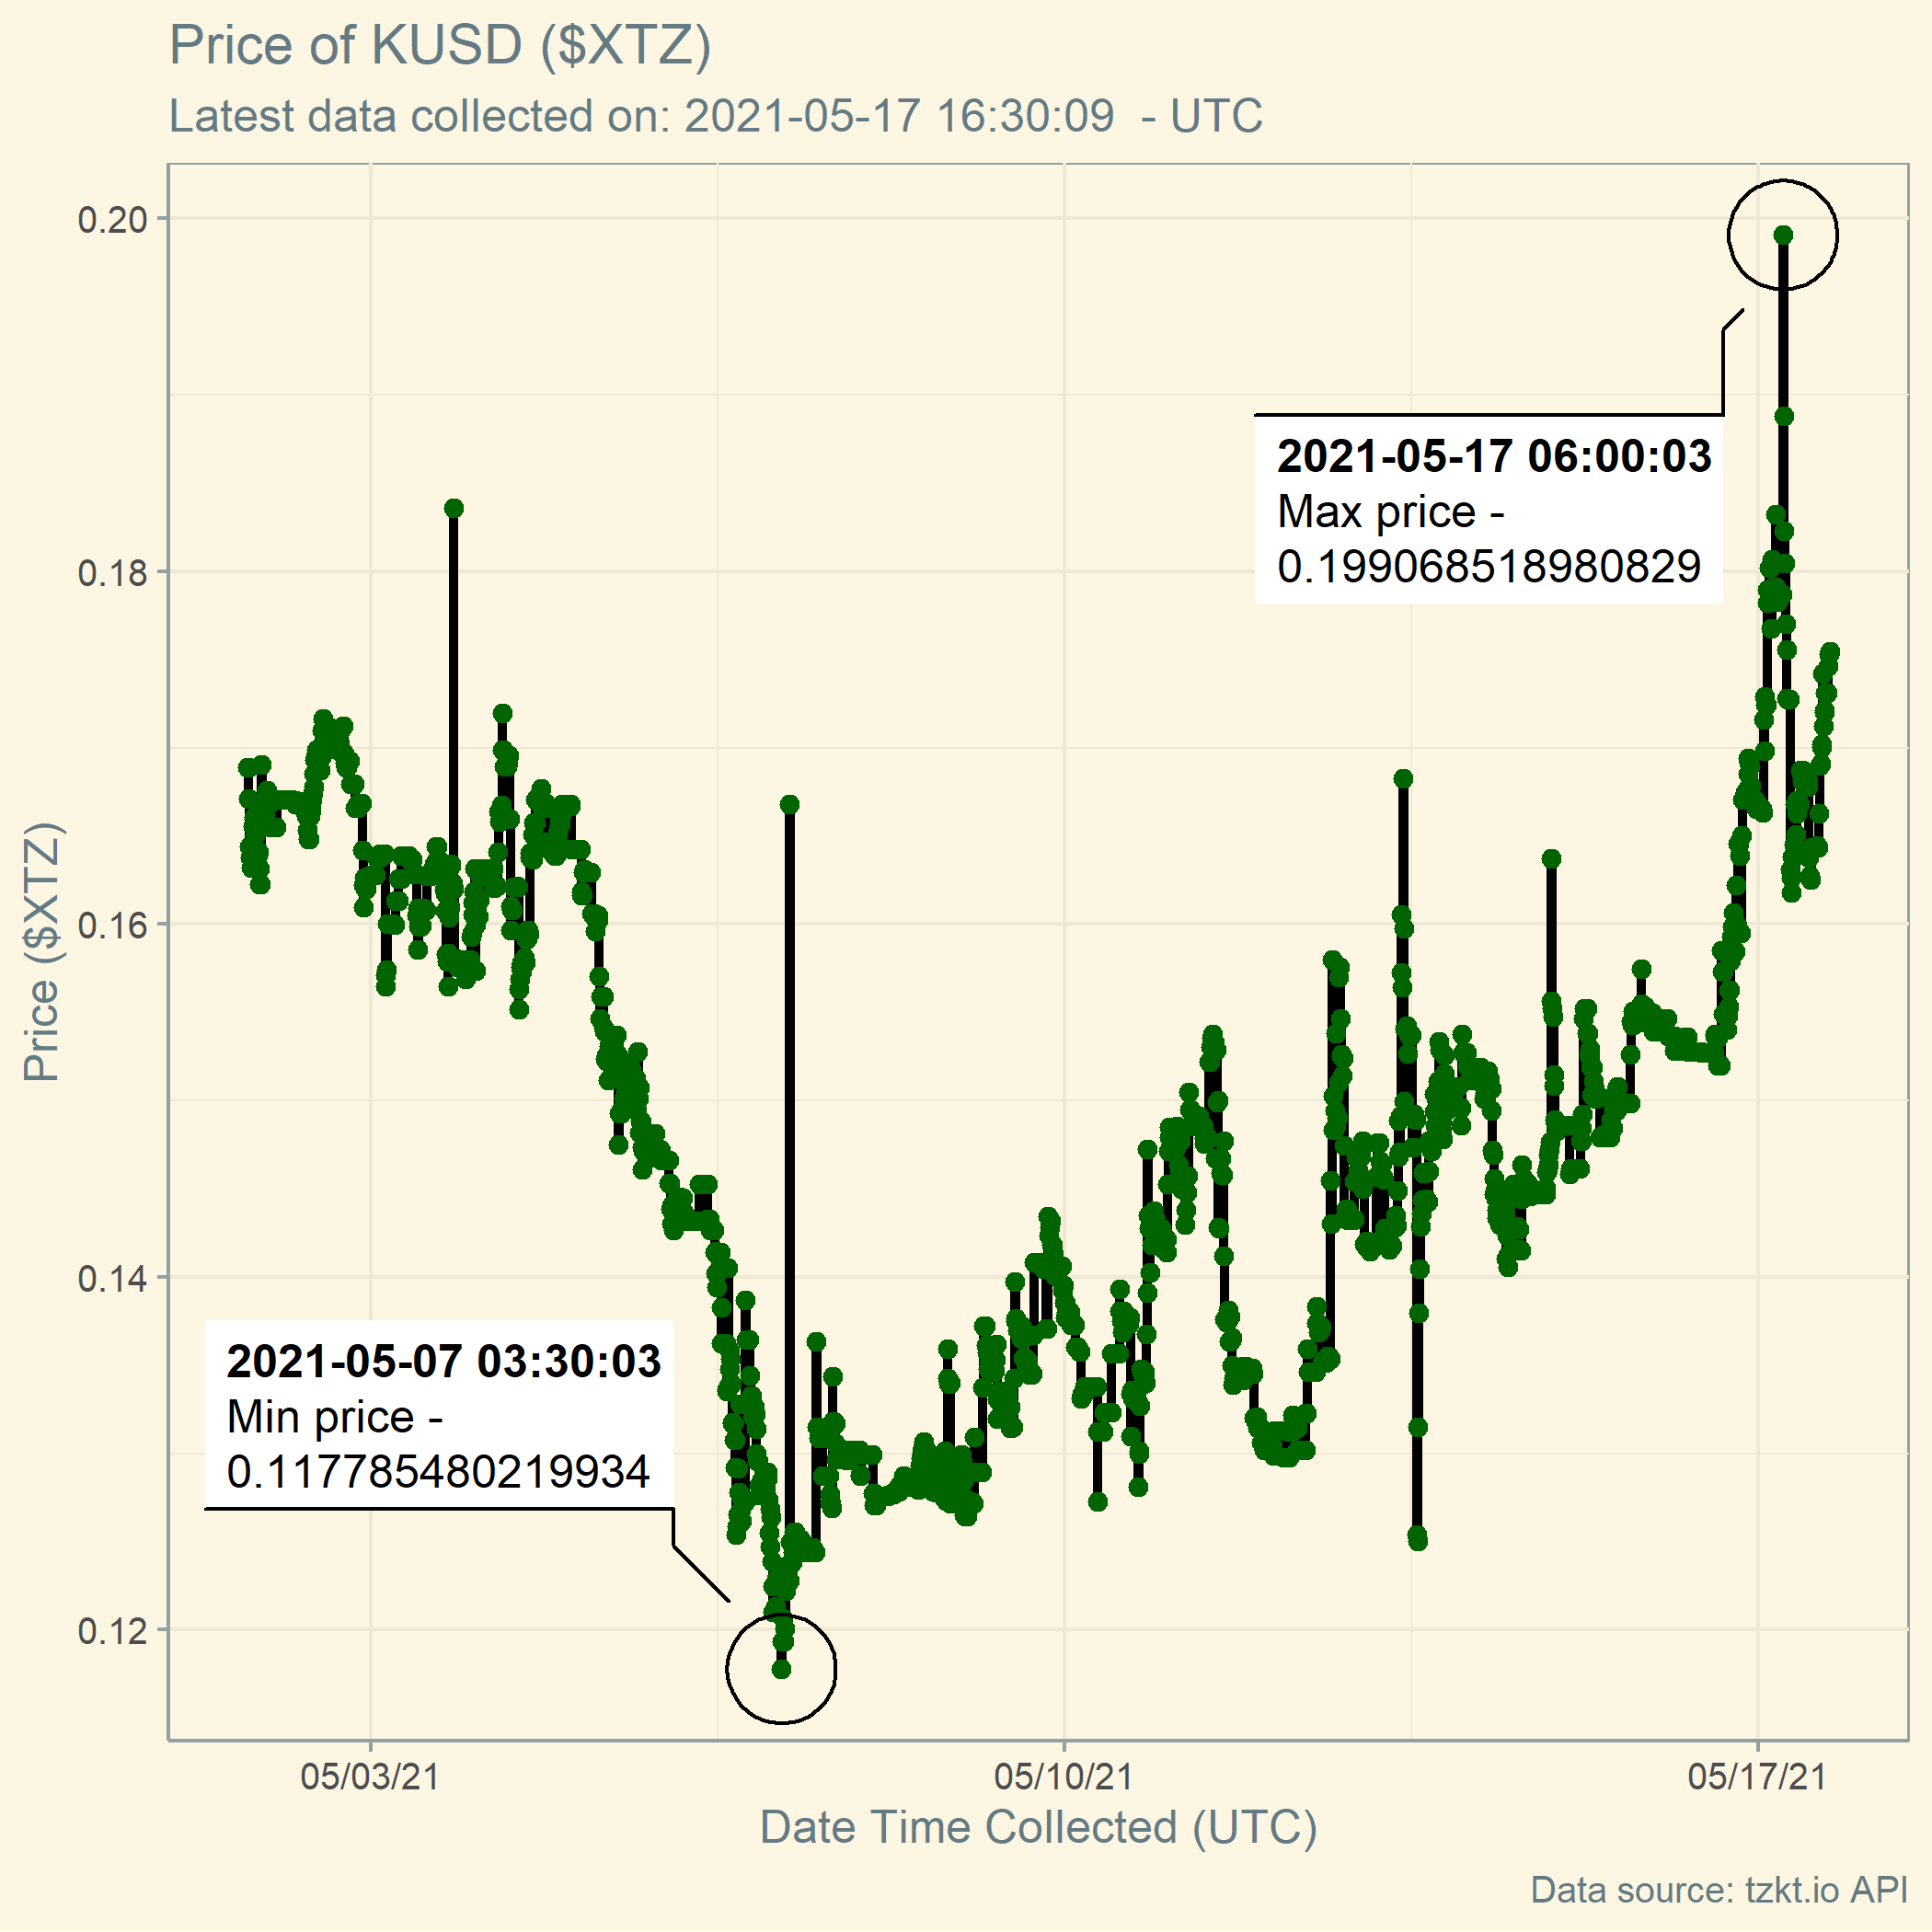 Price of KUSD ($XTZ)
Latest data collected on: 2021-05-17 16:30:09  - UTC
0.20
0.18
0.16
0.14
0.12
Price ($XTZ)
2021-05-17 06:00:03
Max price -
0.199068518980829
2021-05-07 03:30:03
Min price -
0.117785480219934
05/03/21
05/10/21
05/17/21
Date Time Collected (UTC)
Data source: tzkt.io API